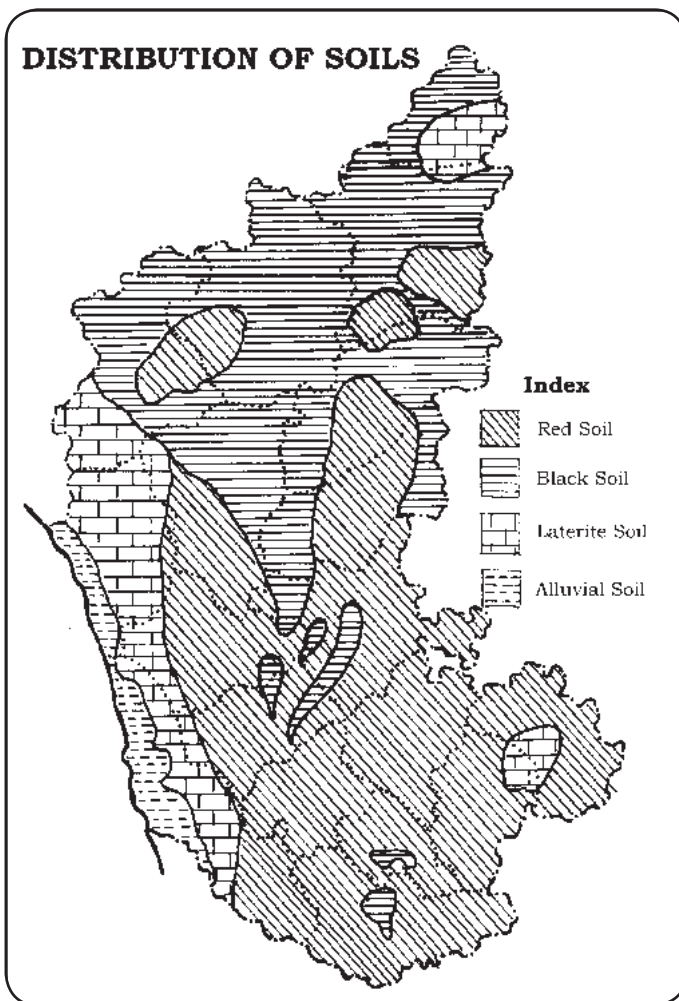 DISTRIBUTION OF SOILS
Index
Red Soil
Black Soil
Laterite Soil
Alluvial Soil